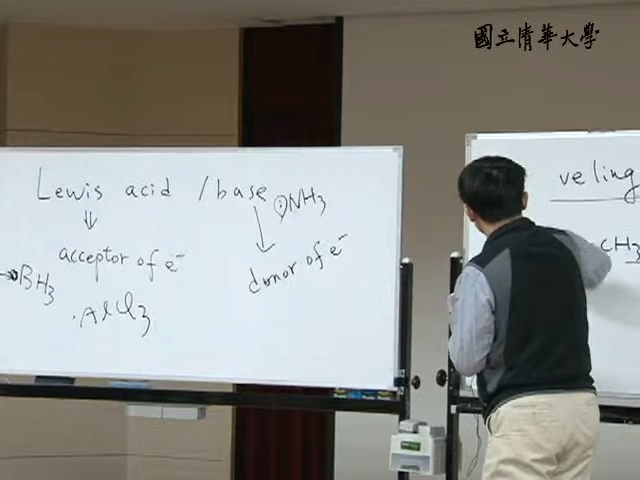 國立清華大學
Lewis acid / base
:NH3
acceptor of e⁻
donor of e⁻
BH3
·AlCl3
veling
CH3